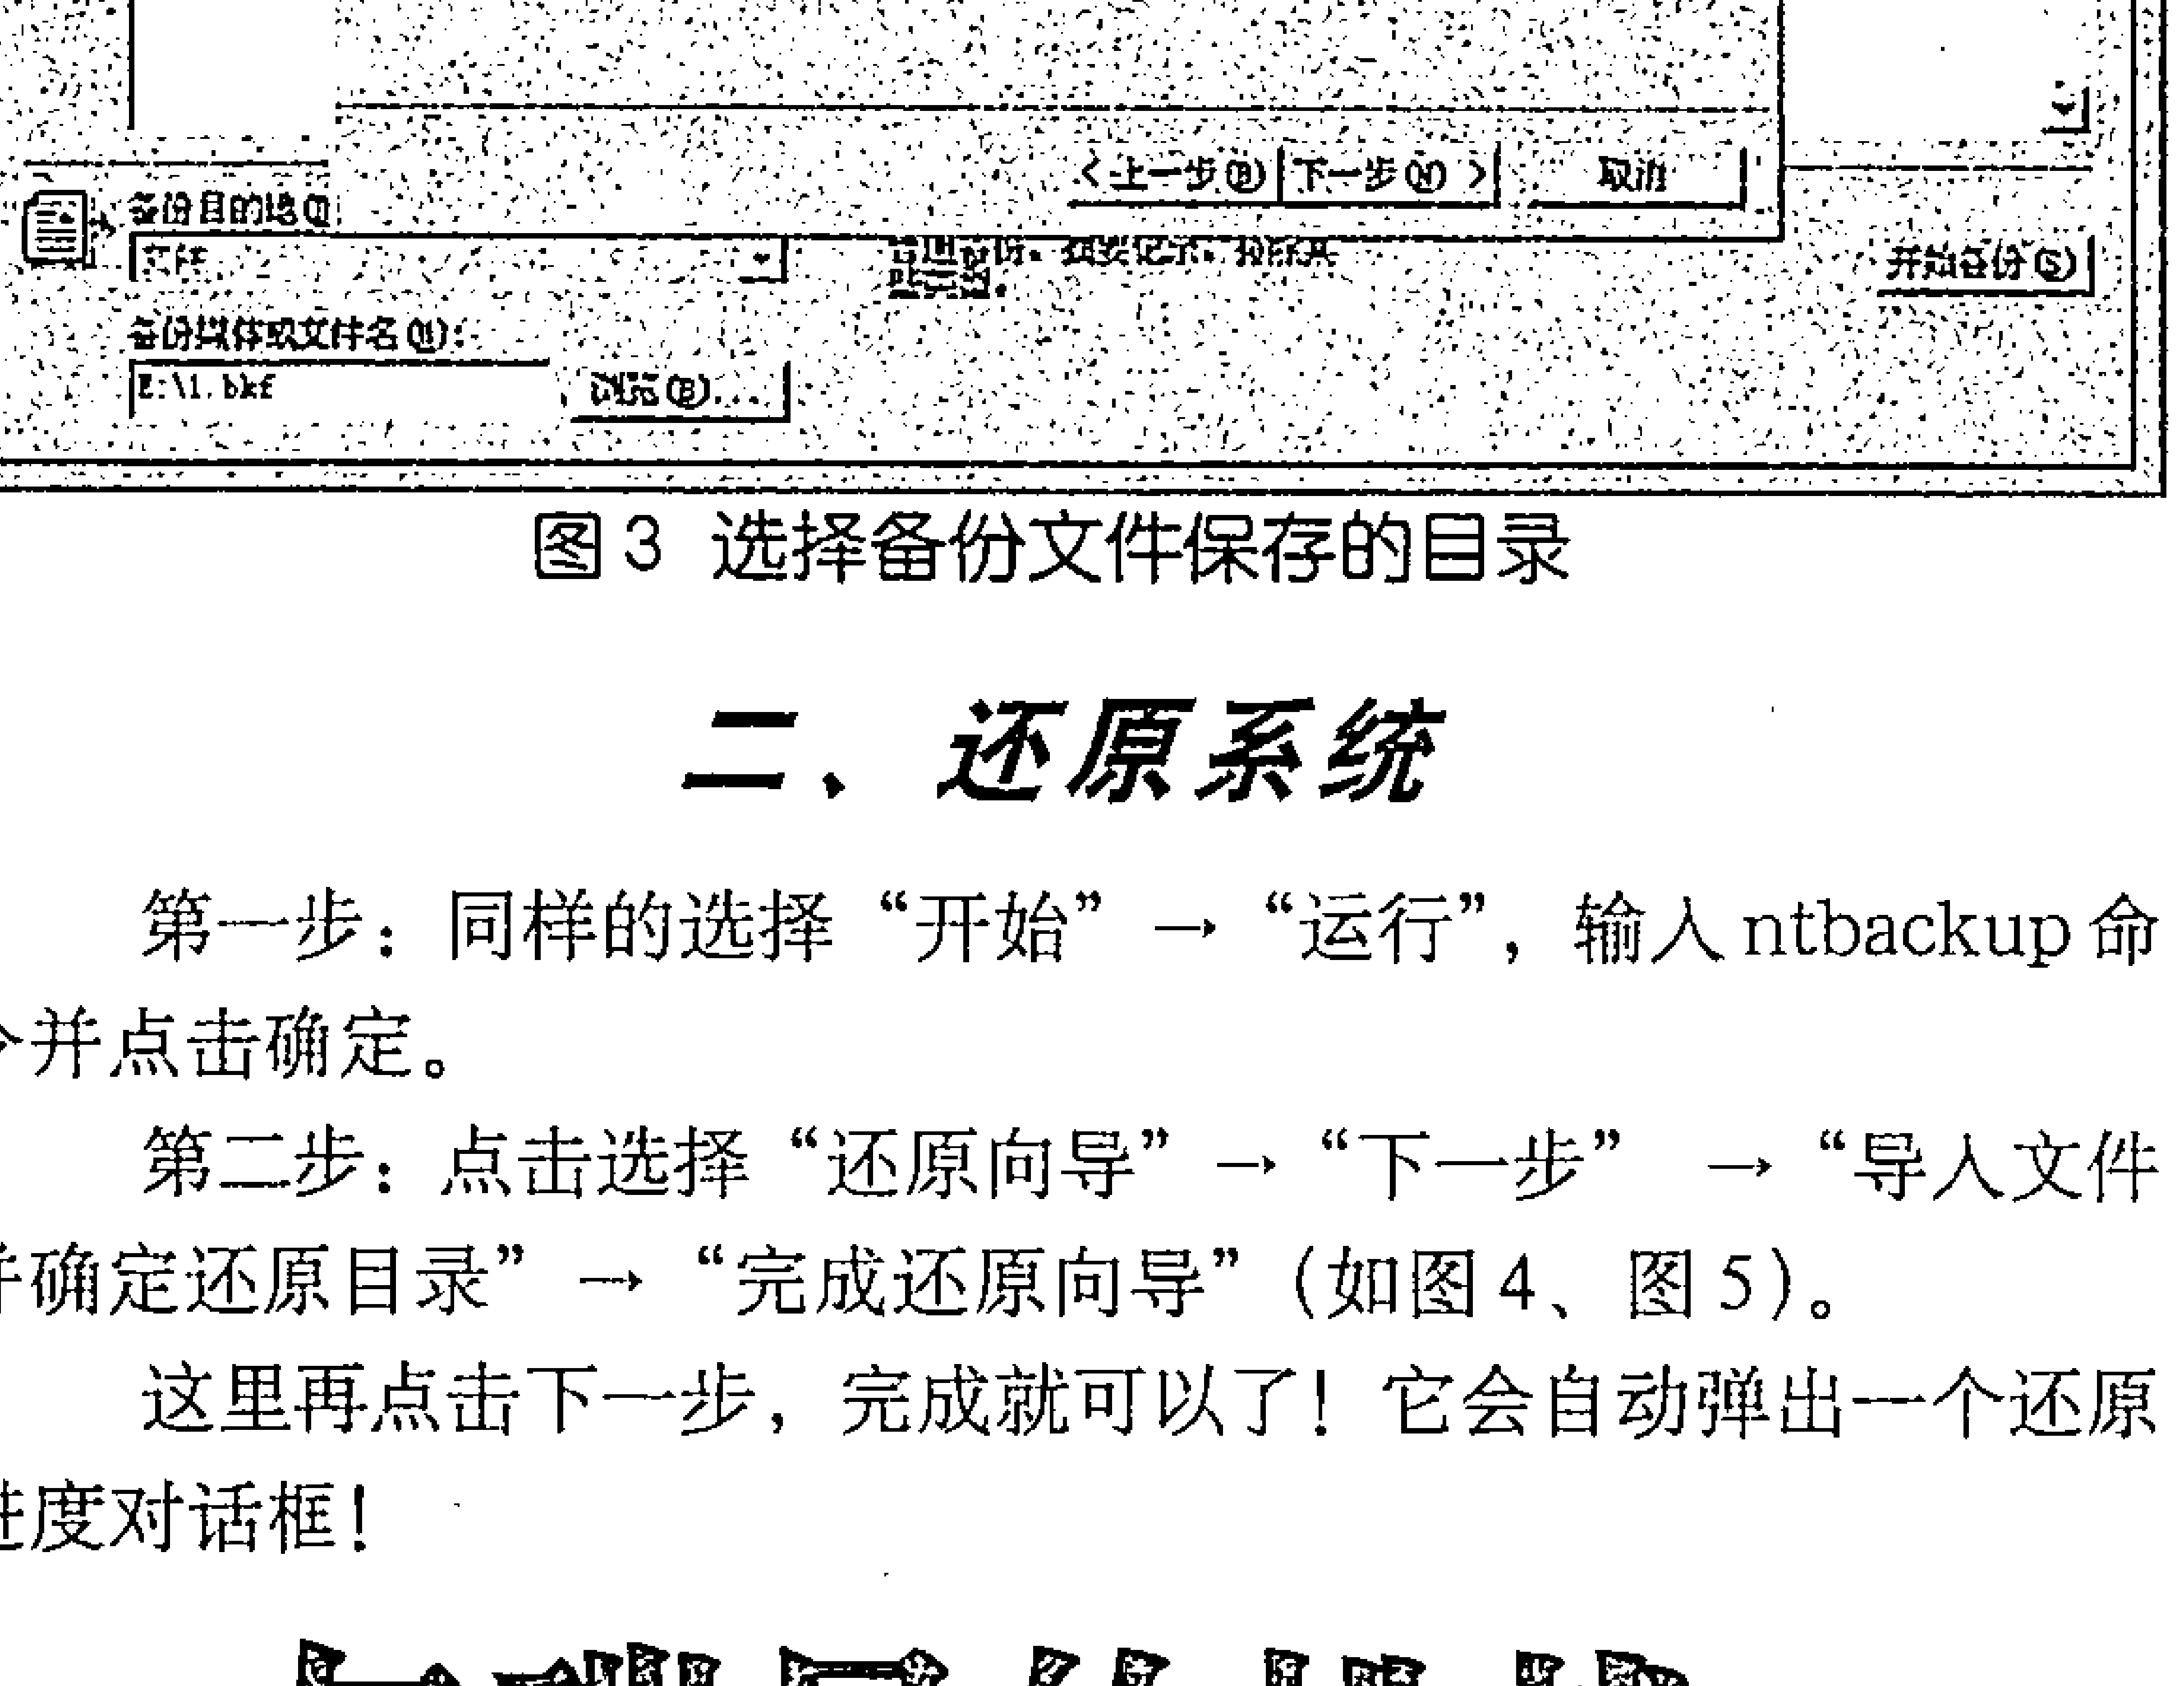 <上一步(B) 下一步(N)> 取消
备份目的地(D)
文件
开始备份(S)
备份媒体或文件名(M):
E:\1.bkf 浏览(B)...
图3 选择备份文件保存的目录
二、还原系统
第一步：同样的选择“开始”→“运行”，输入ntbackup命
令并点击确定。
第二步：点击选择“还原向导”→“下一步”→“导入文件
并确定还原目录”→“完成还原向导”（如图4、图5）。
这里再点击下一步，完成就可以了！它会自动弹出一个还原
进度对话框！